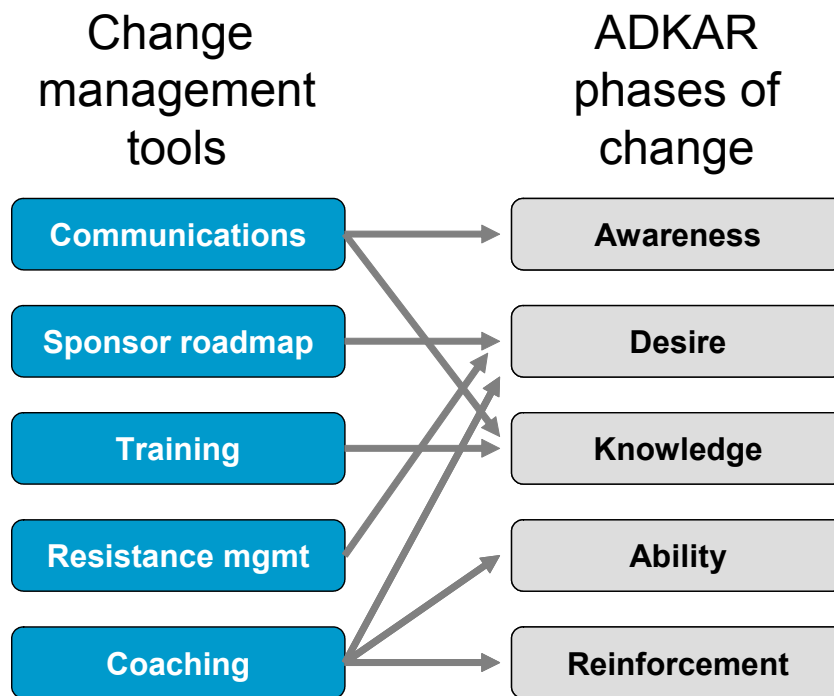 Change
management
tools
ADKAR
phases of
change
Communications
Awareness
Sponsor roadmap
Desire
Training
Knowledge
Resistance mgmt
Ability
Coaching
Reinforcement